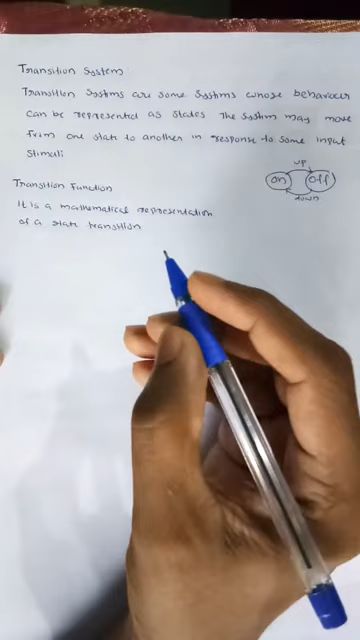 Transition System
Transition Systems are some systems whose behaviour
can be represented as states The system may move
from one state to another in response to some input
stimuli
up
on off
down
Transition Function
It is a mathematical representation
of a state transition